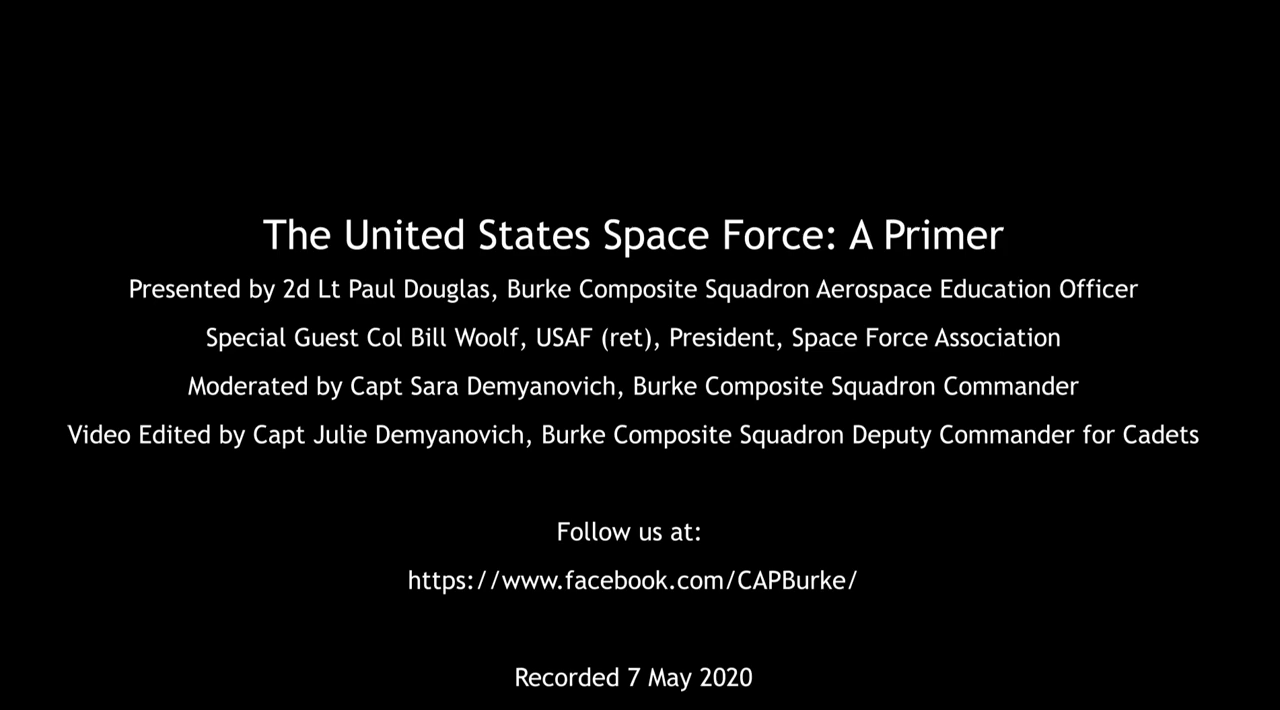 The United States Space Force: A Primer
Presented by 2d Lt Paul Douglas, Burke Composite Squadron Aerospace Education Officer
Special Guest Col Bill Woolf, USAF (ret), President, Space Force Association
Moderated by Capt Sara Demyanovich, Burke Composite Squadron Commander
Video Edited by Capt Julie Demyanovich, Burke Composite Squadron Deputy Commander for Cadets
Follow us at:
https://www.facebook.com/CAPBurke/
Recorded 7 May 2020